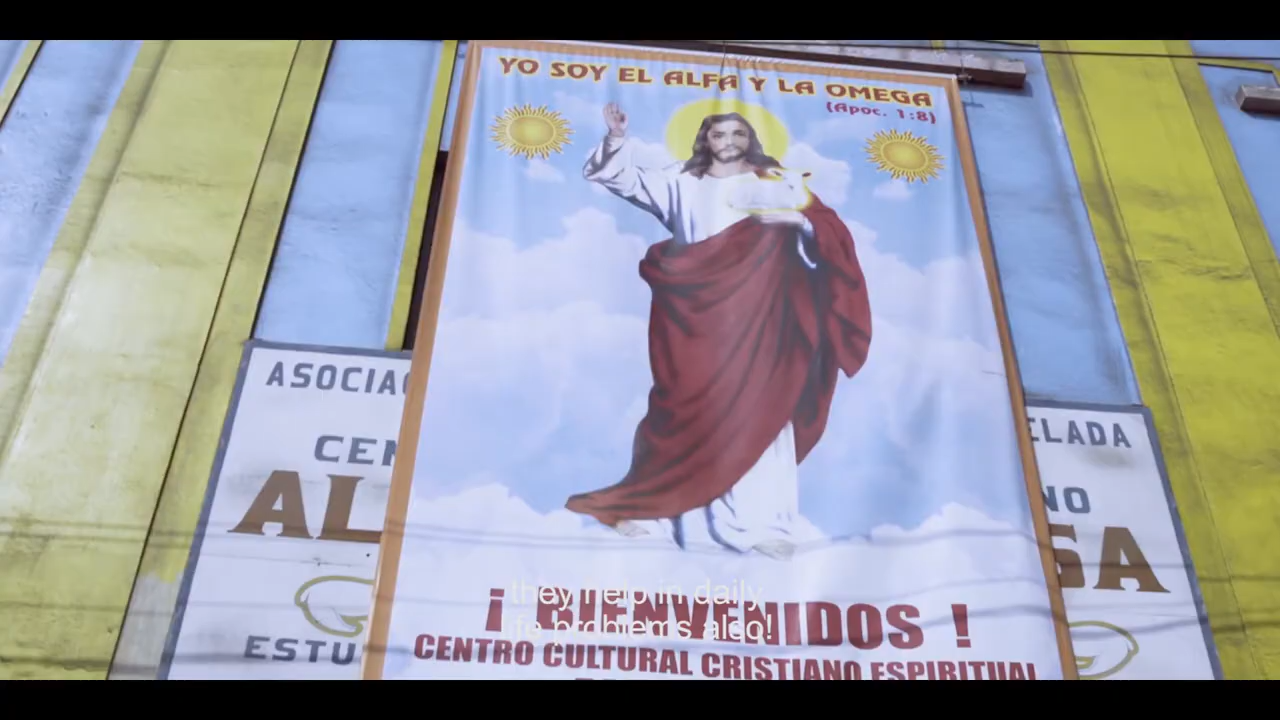 YO SOY EL ALFA Y LA OMEGA
(Apoc. 1:8)
ASOCIA
ELADA
CEN
NO
AL
SA
ESTU
they help in daily
life problems also!
¡ BIENVENIDOS !
CENTRO CULTURAL CRISTIANO ESPIRITUAL